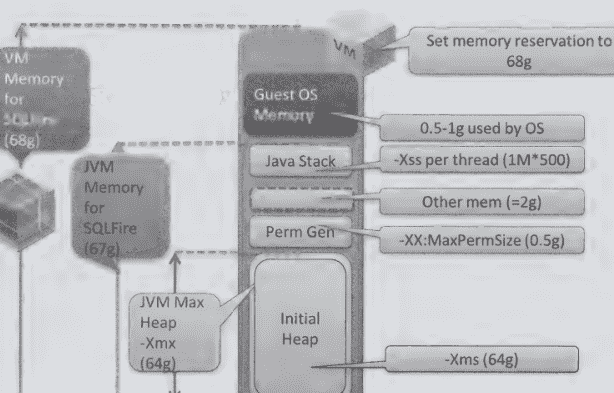 VM
Memory
for
SQLFire
(68g)
JVM
Memory
for
SQLFire
(67g)
JVM Max
Heap
-Xmx
(64g)
VM
Guest OS
Memory
Java Stack
Perm Gen
Initial
Heap
Set memory reservation to
68g
0.5-1g used by OS
-Xss per thread (1M*500)
Other mem (=2g)
-XX:MaxPermSize (0.5g)
-Xms (64g)